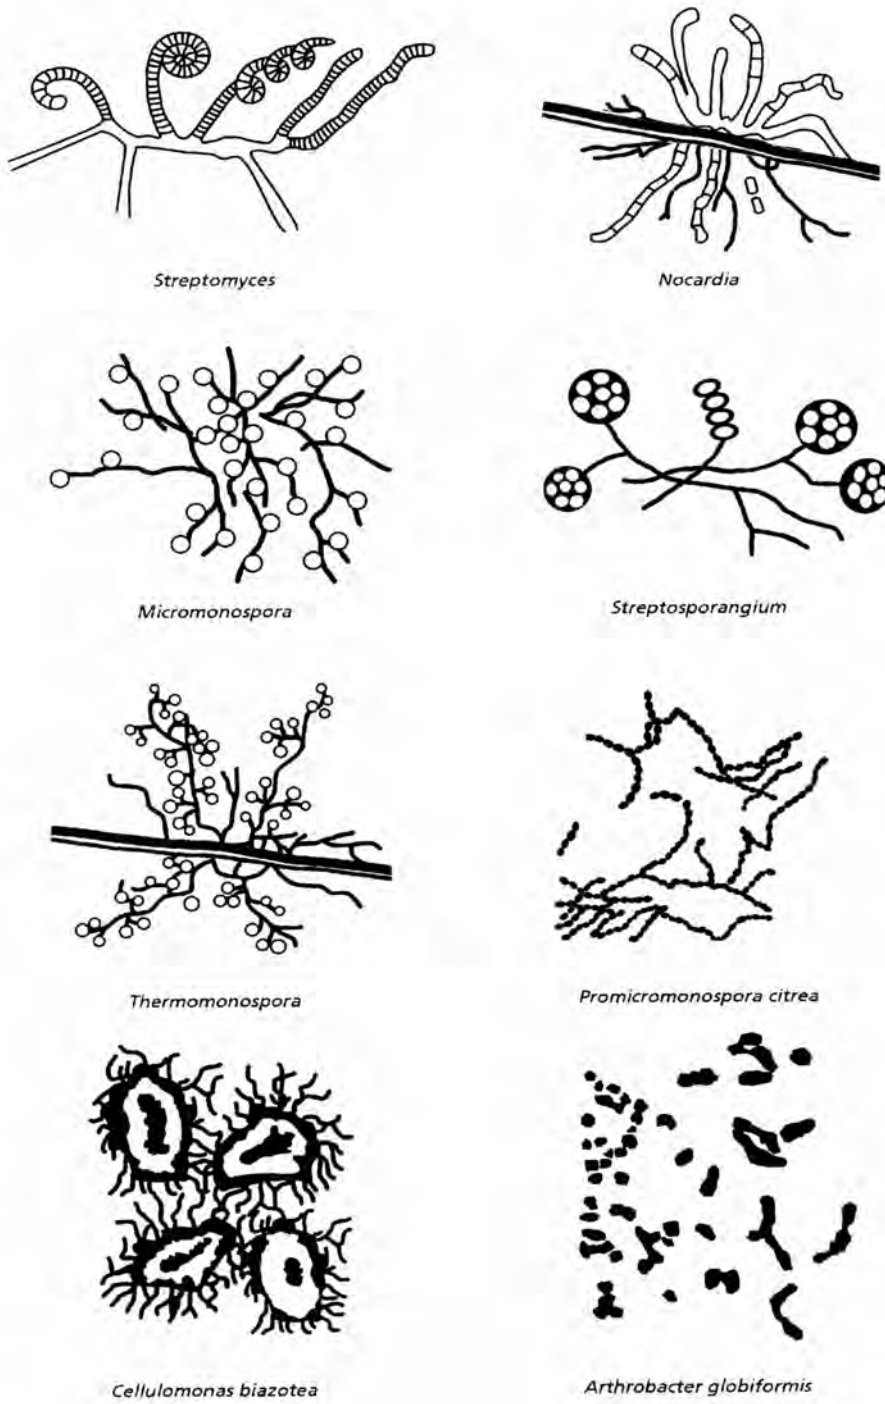 Streptomyces
Nocardia
Micromonospora
Streptosporangium
Thermomonospora
Promicromonospora citrea
Cellulomonas biazotea
Arthrobacter globiformis